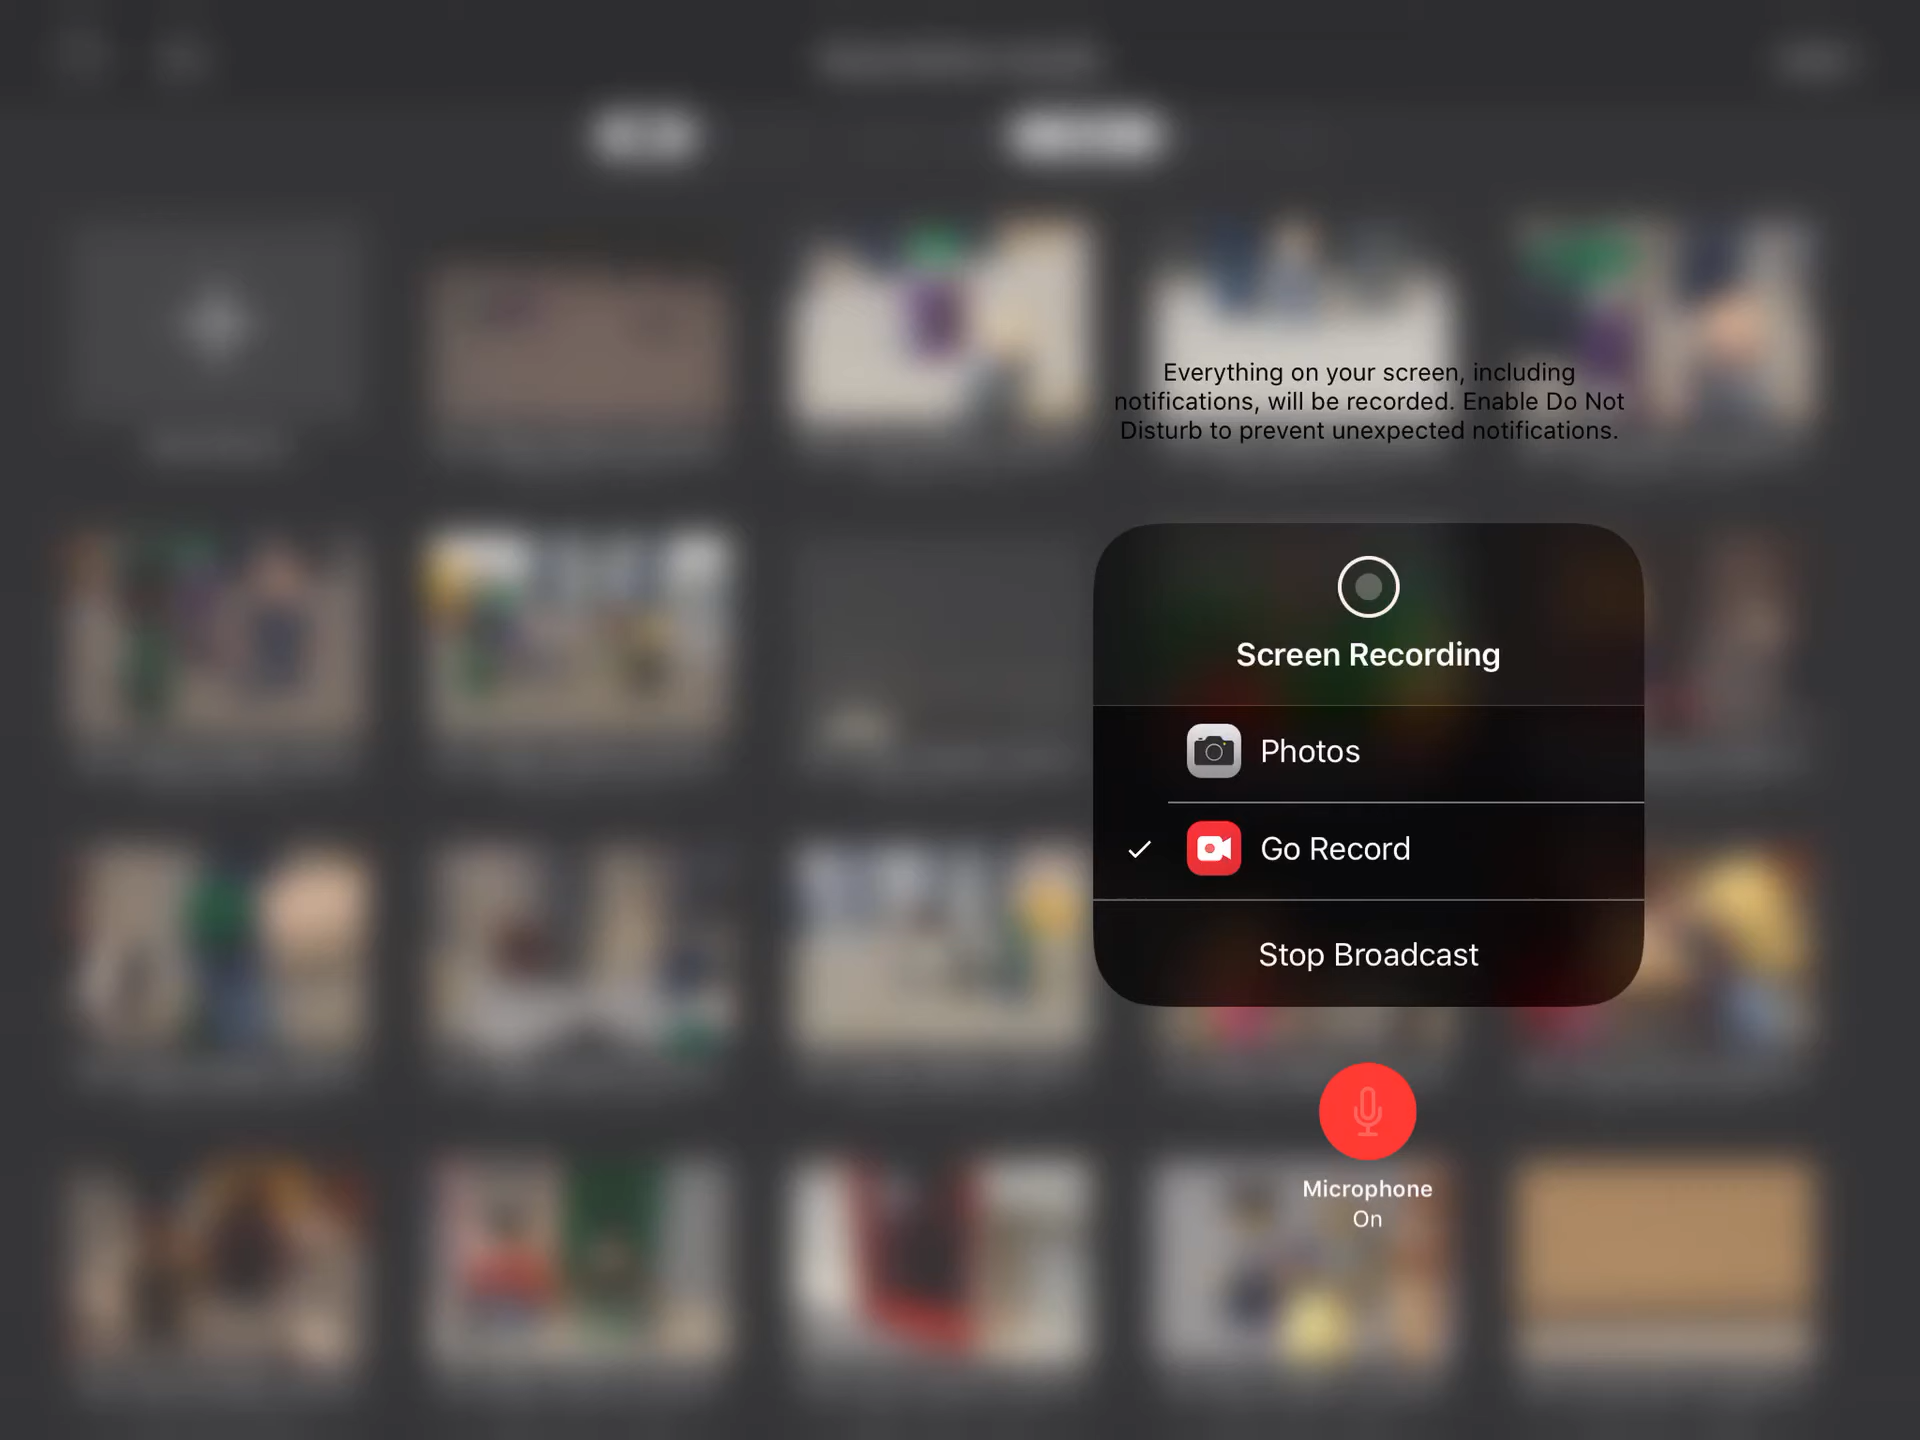 Everything on your screen, including
notifications, will be recorded. Enable Do Not
Disturb to prevent unexpected notifications.
Screen Recording
Photos
Go Record
Stop Broadcast
Microphone
On